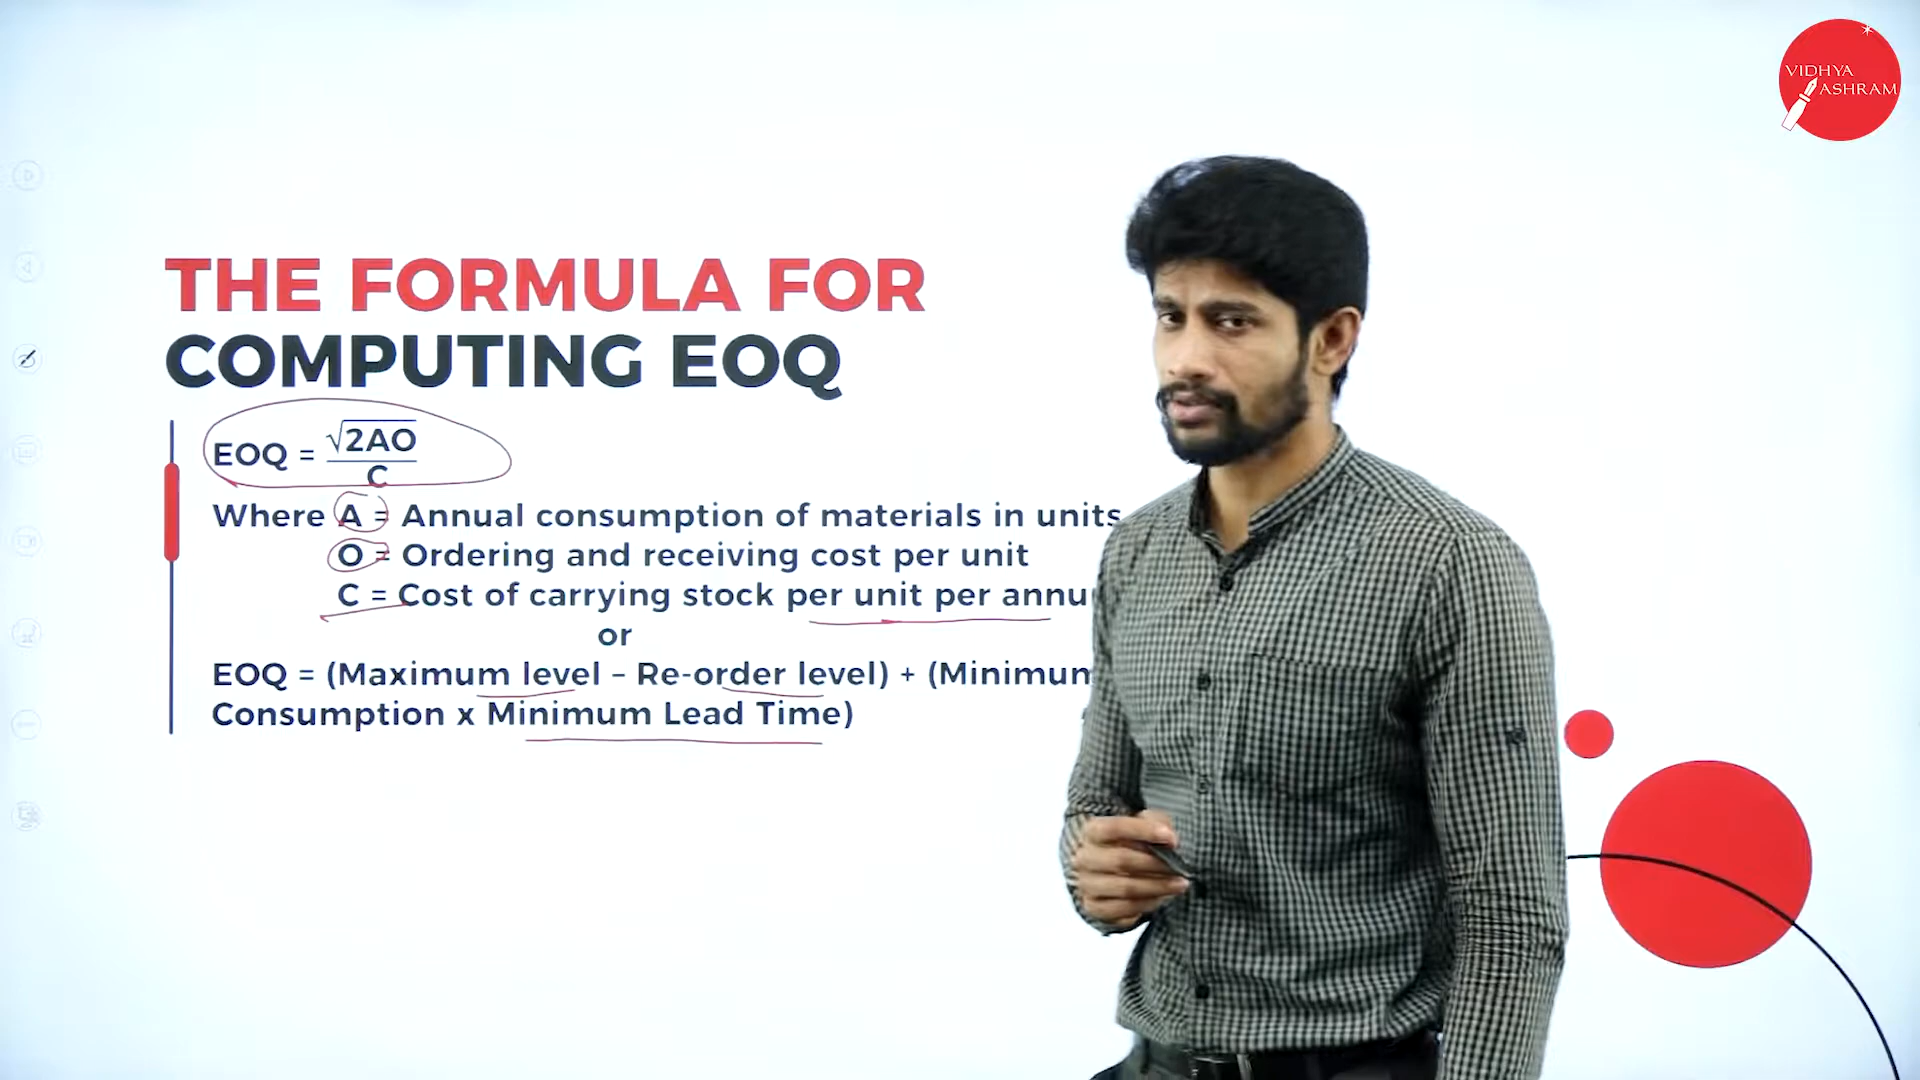 VIDHYA
ASHRAM
THE FORMULA FOR
COMPUTING EOQ
EOQ = √2AO
C
Where A = Annual consumption of materials in units
O = Ordering and receiving cost per unit
C = Cost of carrying stock per unit per
or
EOQ = (Maximum level – Re-order level) + (Minimum
Consumption x Minimum Lead Time)